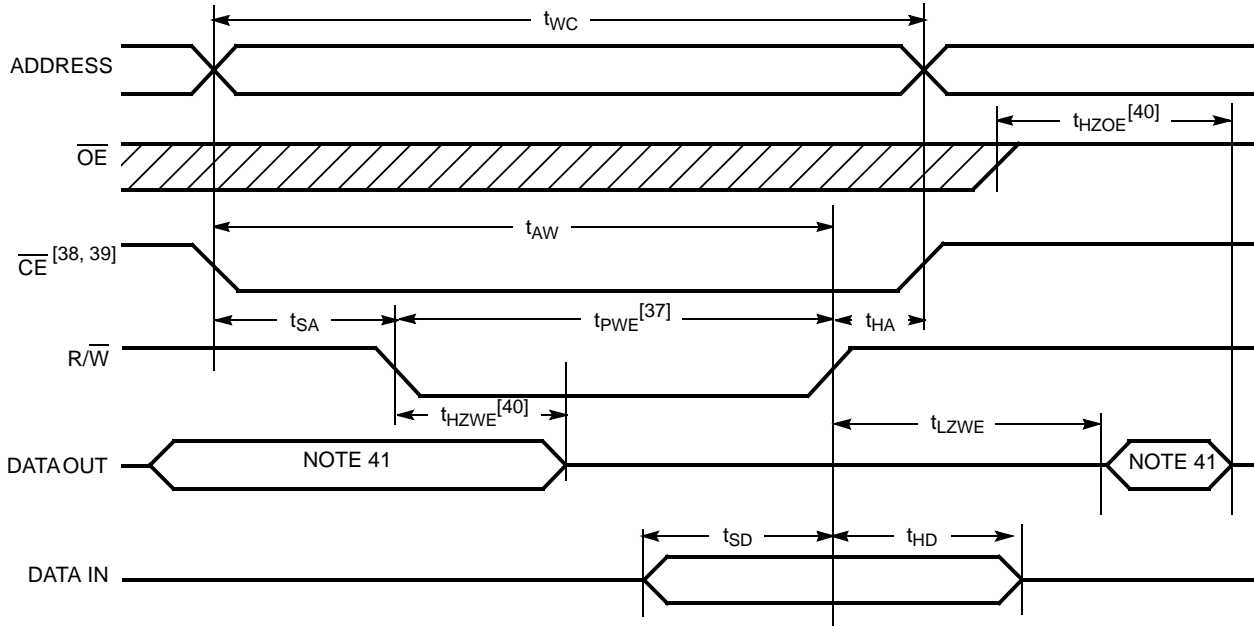 tWC
ADDRESS
tHZOE[40]
OE
tAW
CE [38, 39]
tSA
tPWE[37]
tHA
R/W
tHZWE[40]
tLZWE
DATA OUT
NOTE 41
NOTE 41
tSD
tHD
DATA IN